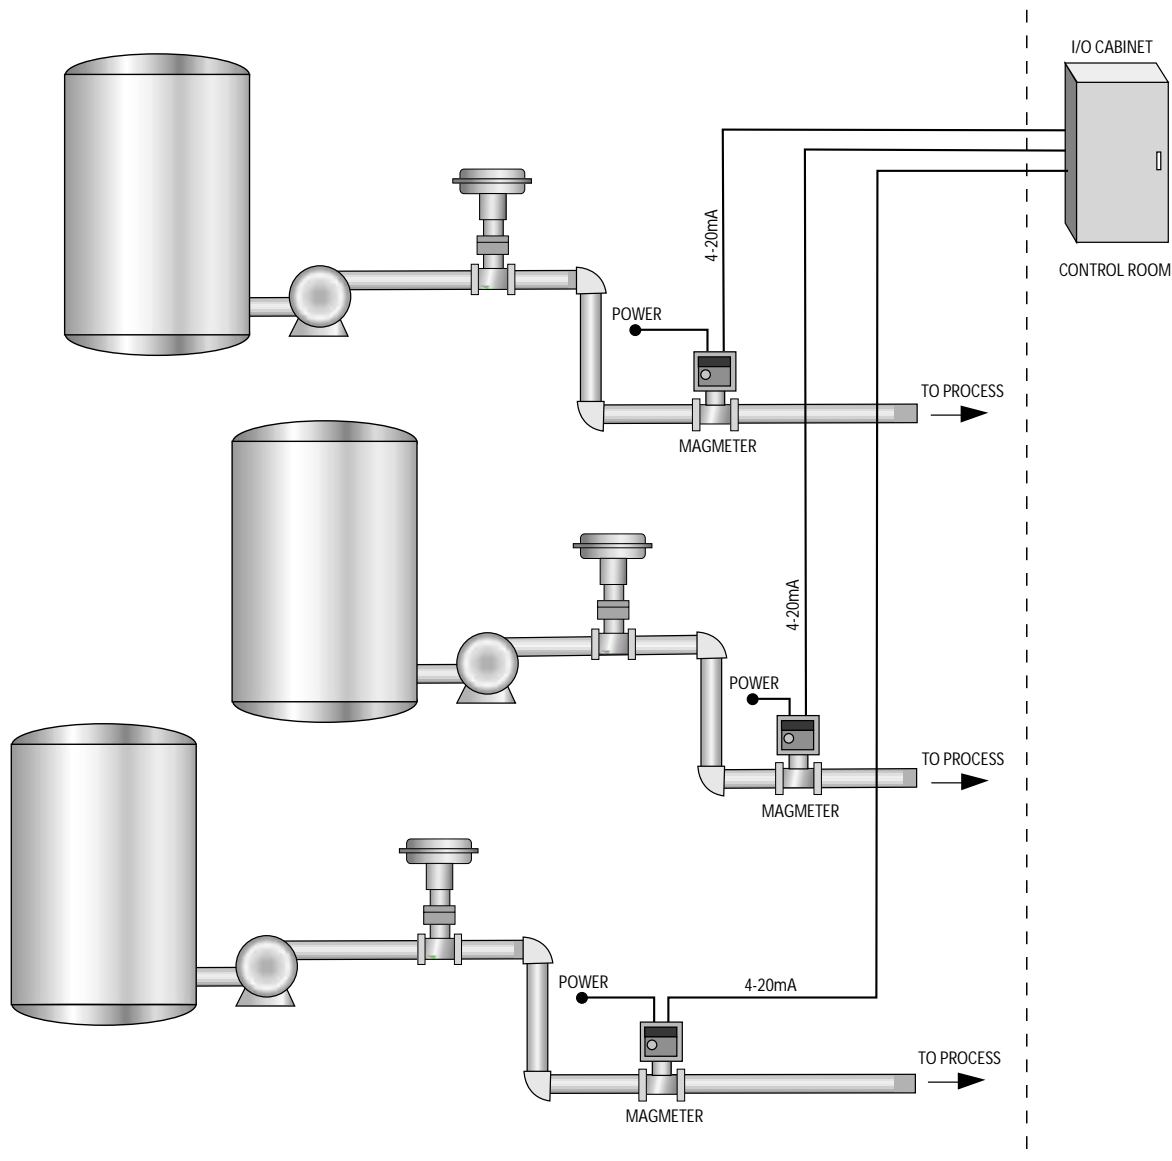 I/O CABINET
4-20mA
CONTROL ROOM
POWER
TO PROCESS
MAGMETER
4-20mA
POWER
TO PROCESS
MAGMETER
POWER
4-20mA
TO PROCESS
MAGMETER